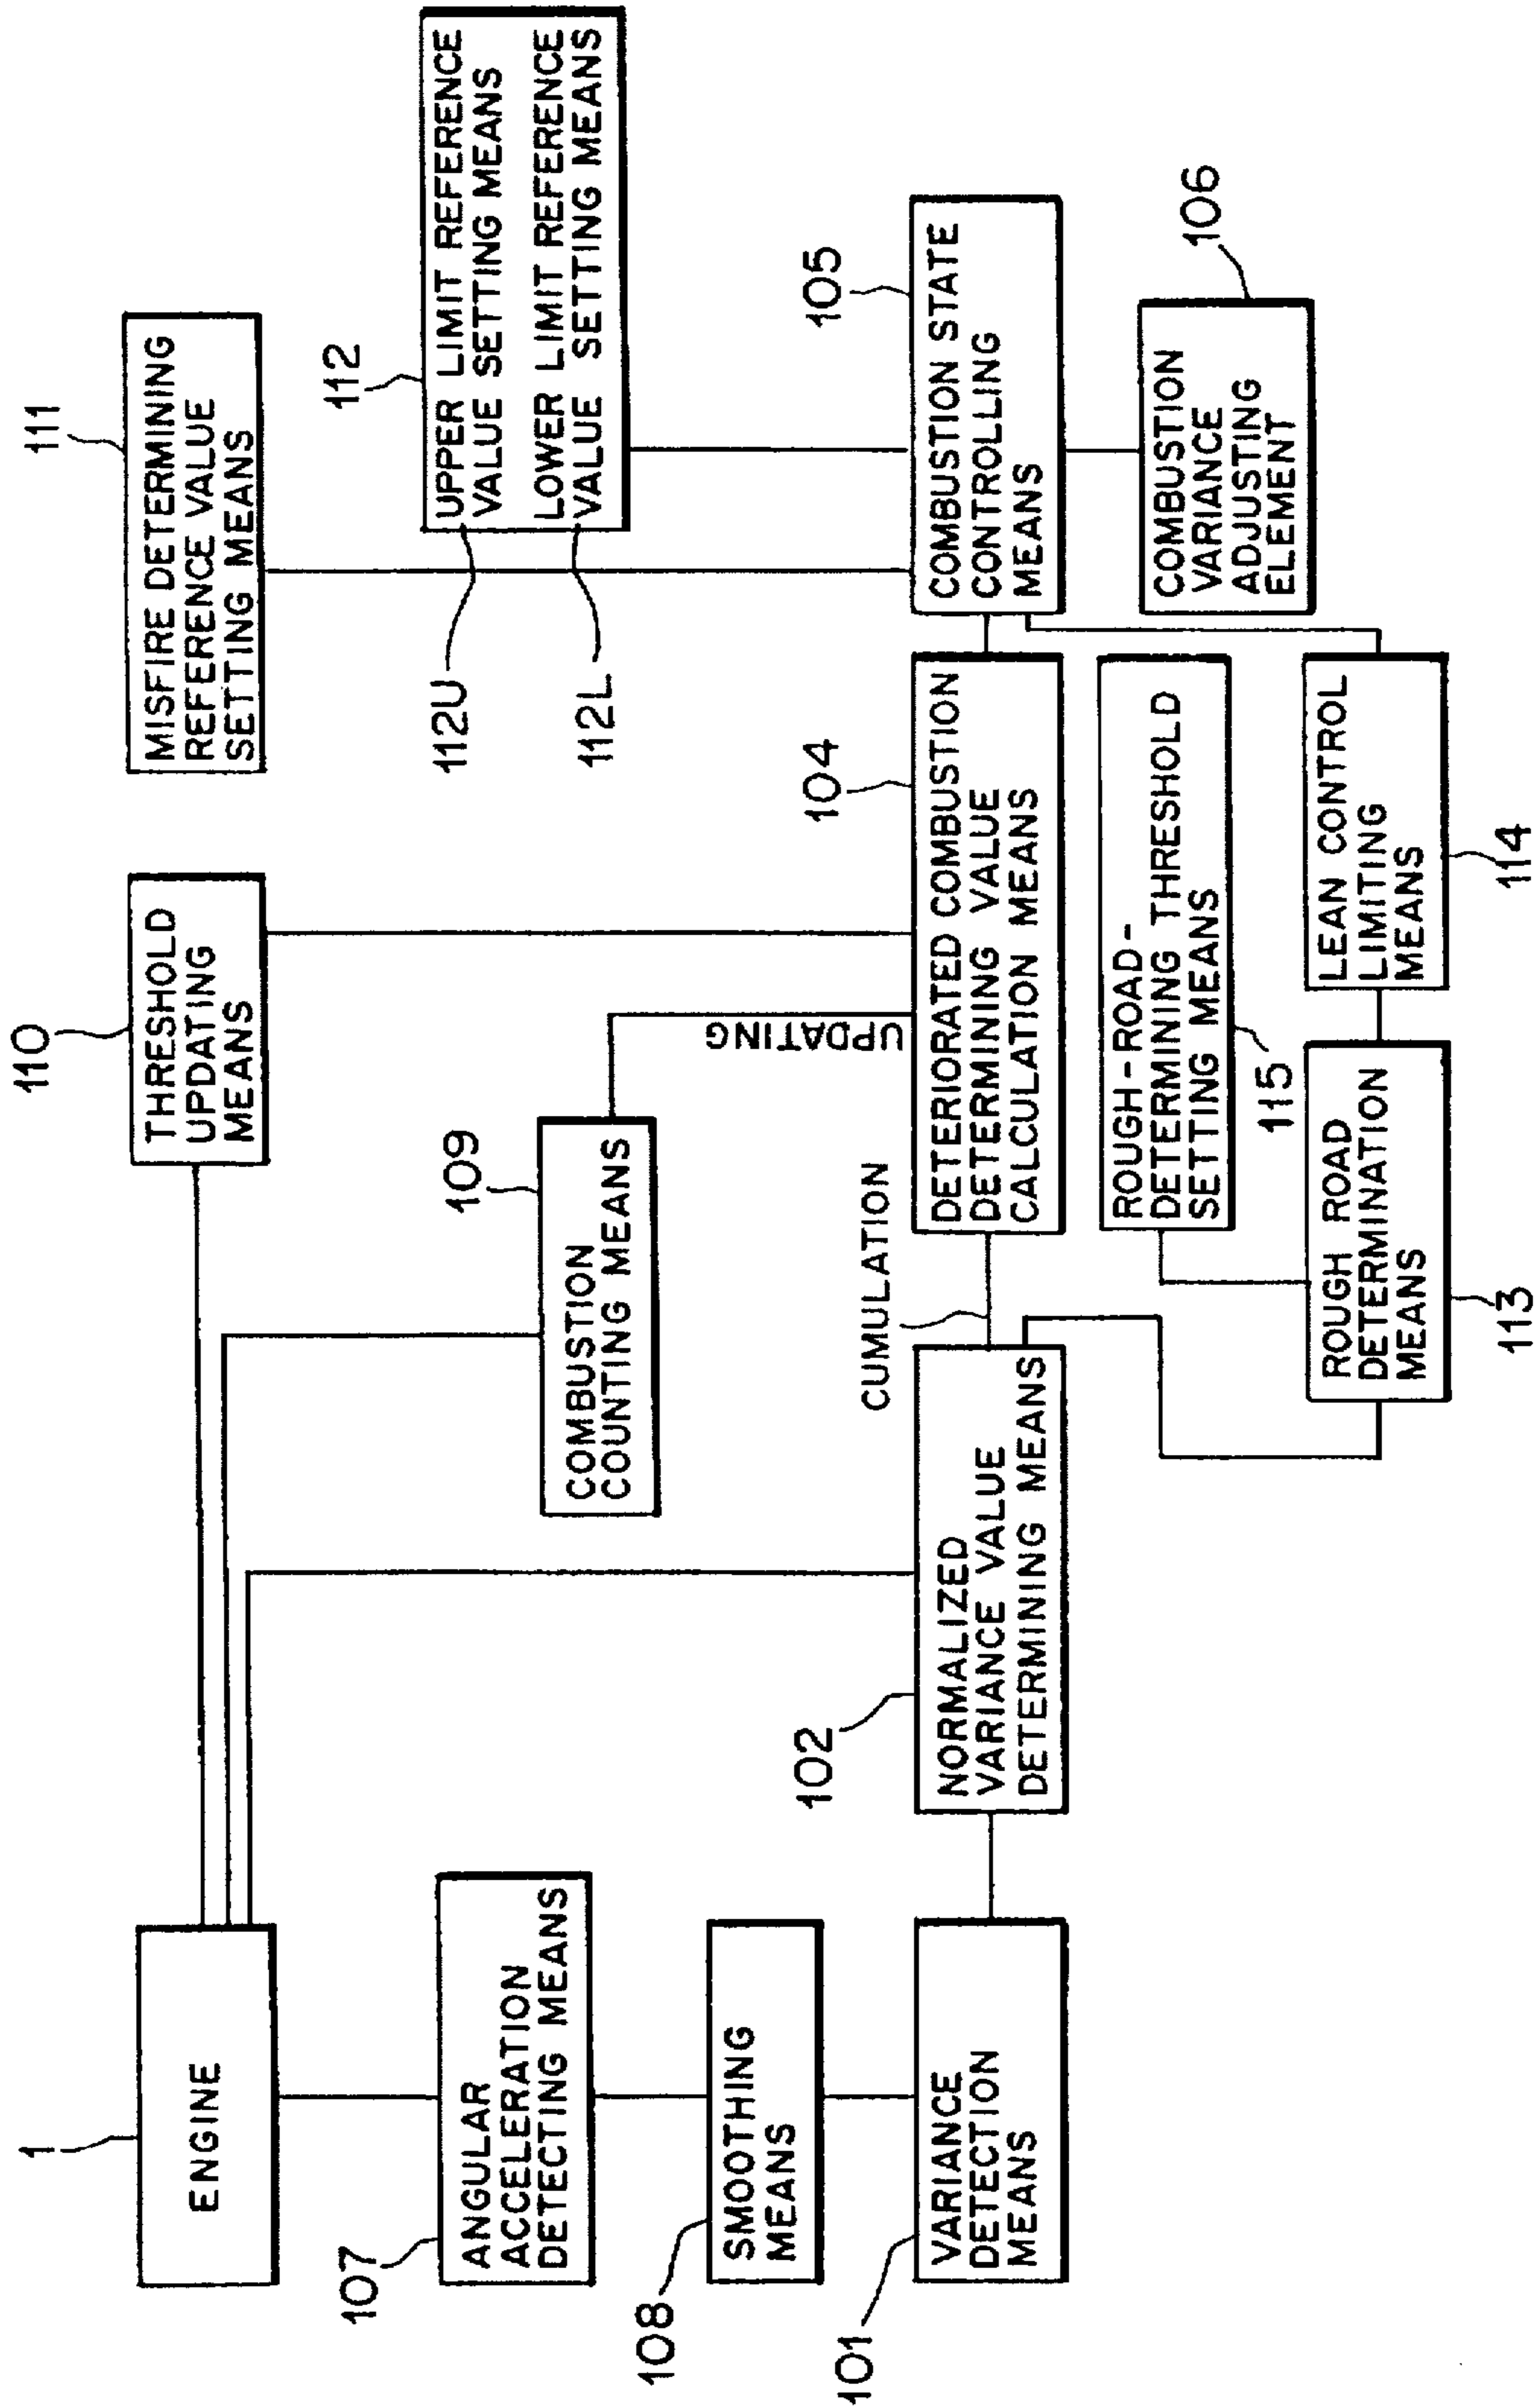 1
ENGINE
107
ANGULAR
ACCELERATION
DETECTING MEANS
108
SMOOTHING
MEANS
101
VARIANCE
DETECTION
MEANS
102
NORMALIZED
VARIANCE VALUE
DETERMINING MEANS
109
COMBUSTION
COUNTING MEANS
110
THRESHOLD
UPDATING
MEANS
UPDATING
CUMULATION
104
DETERIORATED COMBUSTION
DETERMINING VALUE
CALCULATION MEANS
111
MISFIRE DETERMINING
REFERENCE VALUE
SETTING MEANS
112
112U
UPPER LIMIT REFERENCE
VALUE SETTING MEANS
112L
LOWER LIMIT REFERENCE
VALUE SETTING MEANS
105
COMBUSTION STATE
CONTROLLING
MEANS
106
COMBUSTION
VARIANCE
ADJUSTING
ELEMENT
ROUGH-ROAD-
DETERMINING THRESHOLD
SETTING MEANS
115
ROUGH ROAD
DETERMINATION
MEANS
113
LEAN CONTROL
LIMITING
MEANS
114